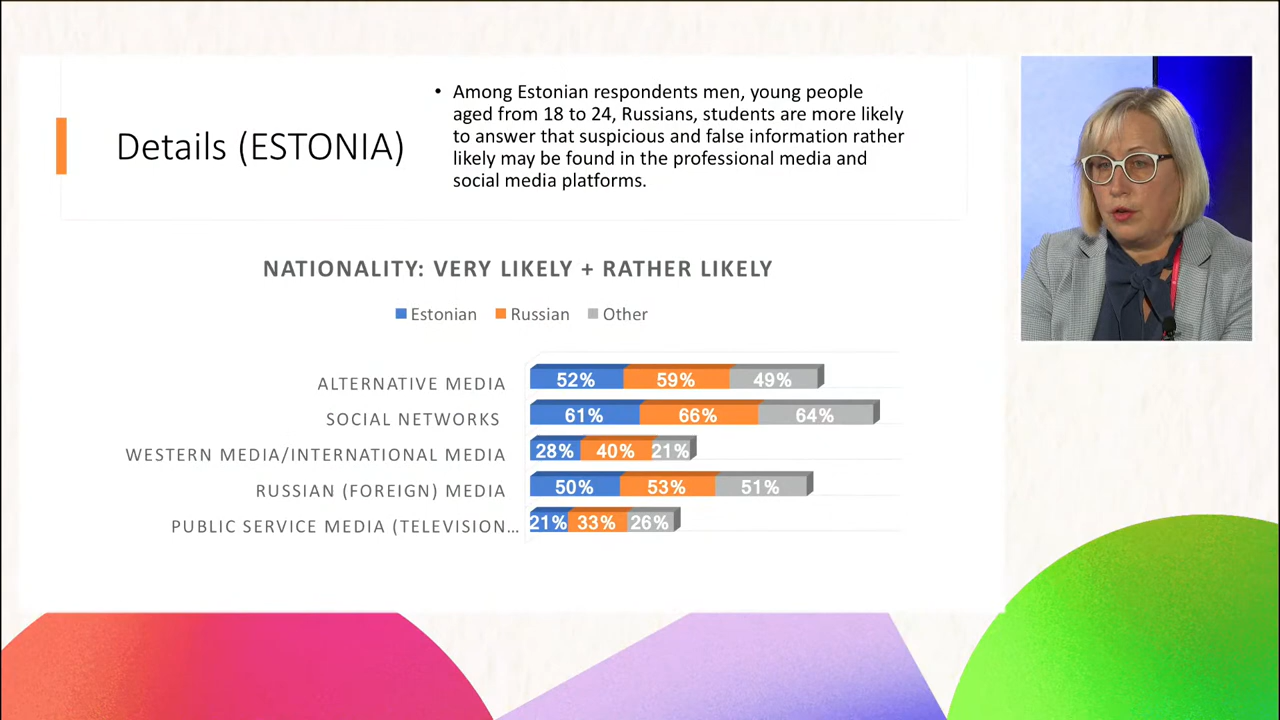 Details (ESTONIA)
• Among Estonian respondents men, young people
aged from 18 to 24, Russians, students are more likely
to answer that suspicious and false information rather
likely may be found in the professional media and
social media platforms.
NATIONALITY: VERY LIKELY + RATHER LIKELY
Estonian Russian Other
ALTERNATIVE MEDIA 52% 59% 49%
SOCIAL NETWORKS 61% 66% 64%
WESTERN MEDIA/INTERNATIONAL MEDIA 28% 40% 21%
RUSSIAN (FOREIGN) MEDIA 50% 53% 51%
PUBLIC SERVICE MEDIA (TELEVISION... 21% 33% 26%